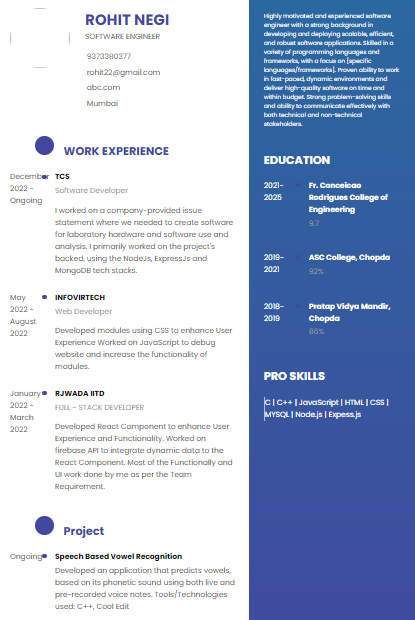 ROHIT NEGI
SOFTWARE ENGINEER
9373380377
rohit22@gmail.com
abc.com
Mumbai
WORK EXPERIENCE
December
2022 -
Ongoing
TCS
Software Developer
I worked on a company-provided issue
statement where we needed to create software
for laboratory hardware and software use and
analysis. I primarily worked on the project's
backed, using the NodeJs, ExpressJs and
MongoDB tech stacks.
May
2022 -
August
2022
INFOVIRTECH
Web Developer
Developed modules using CSS to enhance User
Experience Worked on JavaScript to debug
website and increase the functionality of
modules.
January
2022 -
March
2022
RJWADA IITD
FULL - STACK DEVELOPER
Developed React Component to enhance User
Experience and Functionality. Worked on
firebase API to integrate dynamic data to the
React Component. Most of the Functionality and
UI work done by me as per the Team
Requirement.
Project
Ongoing
Speech Based Vowel Recognition
Developed an application that predicts vowels,
based on its phonetic sound using both live and
pre-recorded voice notes. Tools/Technologies
used: C++, Cool Edit
Highly motivated and experienced software
engineer with a strong background in
developing and deploying scalable, efficient,
and robust software applications. Skilled in a
variety of programming languages and
frameworks, with a focus on [specific
languages/frameworks]. Proven ability to work
in fast-paced, dynamic environments and
deliver high-quality software on time and
within budget. Strong problem-solving skills
and ability to communicate effectively with
both technical and non-technical
stakeholders.
EDUCATION
2021-
2025
Fr. Conceicao
Rodrigues College of
Engineering
9.7
2019-
2021
ASC College, Chopda
92%
2018-
2019
Pratap Vidya Mandir,
Chopda
86%
PRO SKILLS
C | C++ | JavaScript | HTML | CSS |
MYSQL | Node.js | Expess.js